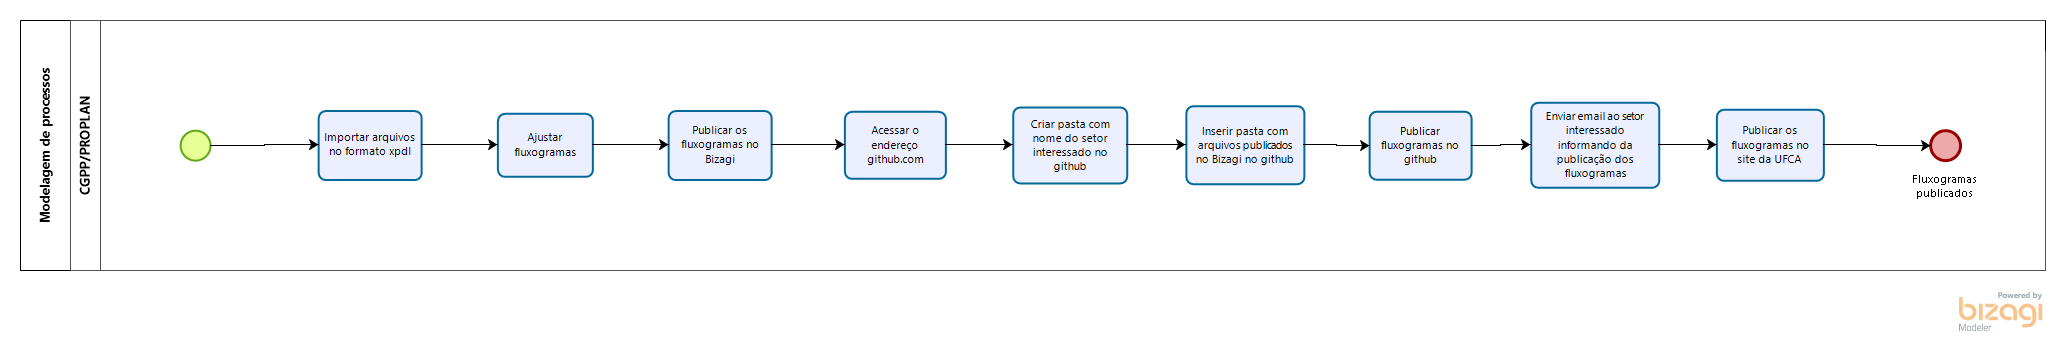 Modelagem de processos
CGPP/PROPLAN
Importar arquivos
no formato xpdl
Ajustar
fluxogramas
Publicar os
fluxogramas no
Bizagi
Acessar o
endereço
github.com
Criar pasta com
nome do setor
interessado no
github
Inserir pasta com
arquivos publicados
no Bizagi no github
Publicar
fluxogramas no
github
Enviar email ao setor
interessado
informando da
publicação dos
fluxogramas
Publicar os
fluxogramas no
site da UFCA
Fluxogramas
publicados
Powered by
bizagi
Modeler